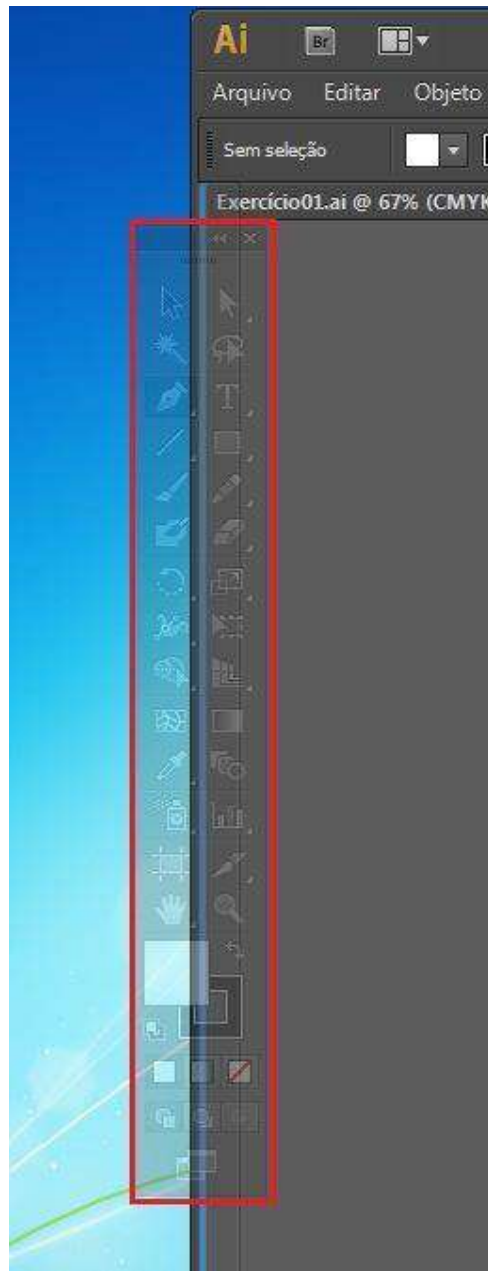 Ai Br
Arquivo Editar Objeto
Sem seleção
Exercício01.ai @ 67% (CMYK
T